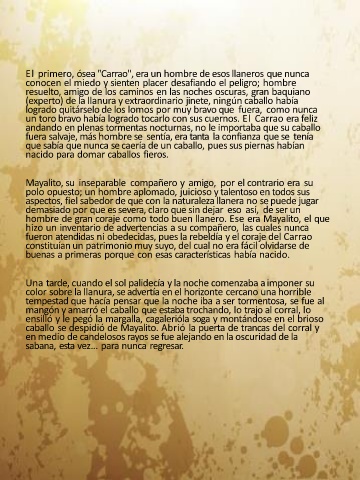 El primero, ósea "Carrao", era un hombre de esos llaneros que nunca
conocen el miedo y sienten placer desafiando el peligro; hombre
resuelto, amigo de los caminos en las noches oscuras, gran baquiano
(experto) de la llanura y extraordinario jinete, ningún caballo había
logrado quitárselo de los lomos por muy bravo que fuera, como nunca
un toro bravo había logrado tocarlo con sus cuernos. El Carrao era feliz
andando en plenas tormentas nocturnas, no le importaba que su caballo
fuera salvaje, más hombre se sentía, era tanta la confianza que se tenía
que sabía que nunca se caería de un caballo, pues sus piernas habían
nacido para domar caballos fieros.
Mayalito, su inseparable compañero y amigo, por el contrario era su
polo opuesto; un hombre aplomado, juicioso y talentoso en todos sus
aspectos, fiel sabedor de que con la naturaleza llanera no se puede jugar
demasiado por que es severa, claro que sin dejar eso así, de ser un
hombre de gran coraje como todo buen llanero. Ese era Mayalito, el que
hizo un inventario de advertencias a su compañero, las cuales nunca
fueron atendidas ni obedecidas, pues la rebeldía y el coraje del Carrao
constituían un patrimonio muy suyo, del cual no era fácil olvidarse de
buenas a primeras porque con esas características había nacido.
Una tarde, cuando el sol palidecía y la noche comenzaba a imponer su
color sobre la llanura, se advertía en el horizonte cercano una horrible
tempestad que hacía pensar que la noche iba a ser tormentosa, se fue al
mangón y amarró el caballo que estaba trochando, lo trajo al corral, lo
ensilló y le pegó la margalla, cagalerióla soga y montándose en el brioso
caballo se despidió de Mayalito. Abrió la puerta de trancas del corral y
en medio de candelosos rayos se fue alejando en la oscuridad de la
sabana, esta vez... para nunca regresar.